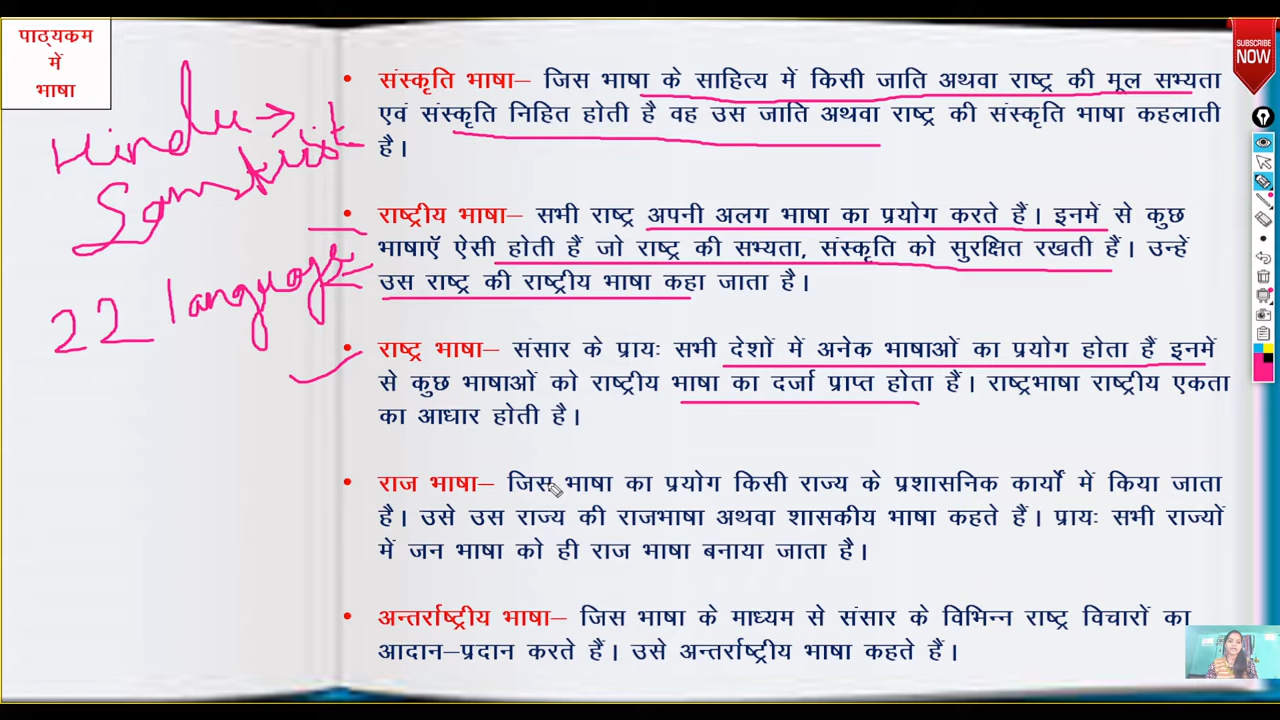 पाठ्यकम
में
भाषा
SUBSCRIBE
NOW
Hindu →
Sanskrit
22 language
• संस्कृति भाषा– जिस भाषा के साहित्य में किसी जाति अथवा राष्ट्र की मूल सभ्यता
एवं संस्कृति निहित होती है वह उस जाति अथवा राष्ट्र की संस्कृति भाषा कहलाती
है।
• राष्ट्रीय भाषा– सभी राष्ट्र अपनी अलग भाषा का प्रयोग करते हैं। इनमें से कुछ
भाषाएँ ऐसी होती हैं जो राष्ट्र की सभ्यता, संस्कृति को सुरक्षित रखती हैं। उन्हें
उस राष्ट्र की राष्ट्रीय भाषा कहा जाता है।
• राष्ट्र भाषा– संसार के प्रायः सभी देशों में अनेक भाषाओं का प्रयोग होता हैं इनमें
से कुछ भाषाओं को राष्ट्रीय भाषा का दर्जा प्राप्त होता हैं। राष्ट्रभाषा राष्ट्रीय एकता
का आधार होती है।
• राज भाषा– जिस भाषा का प्रयोग किसी राज्य के प्रशासनिक कार्यों में किया जाता
है। उसे उस राज्य की राजभाषा अथवा शासकीय भाषा कहते हैं। प्रायः सभी राज्यों
में जन भाषा को ही राज भाषा बनाया जाता है।
• अन्तर्राष्ट्रीय भाषा– जिस भाषा के माध्यम से संसार के विभिन्न राष्ट्र विचारों का
आदान–प्रदान करते हैं। उसे अन्तर्राष्ट्रीय भाषा कहते हैं।